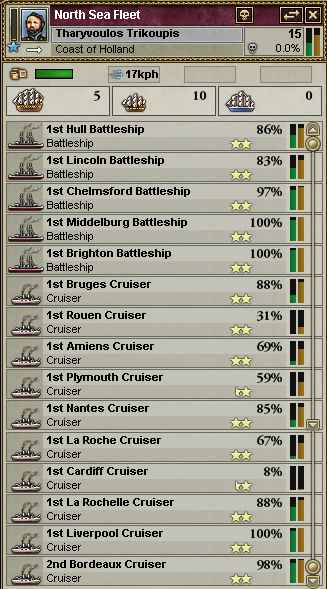 North Sea Fleet
Tharyvoulos Trikoupis 15
Coast of Holland 0.0%
17kph
5 10 0
1st Hull Battleship 86%
Battleship
1st Lincoln Battleship 83%
Battleship
1st Chelmsford Battleship 97%
Battleship
1st Middelburg Battleship 100%
Battleship
1st Brighton Battleship 100%
Battleship
1st Bruges Cruiser 88%
Cruiser
1st Rouen Cruiser 31%
Cruiser
1st Amiens Cruiser 69%
Cruiser
1st Plymouth Cruiser 59%
Cruiser
1st Nantes Cruiser 85%
Cruiser
1st La Roche Cruiser 67%
Cruiser
1st Cardiff Cruiser 8%
Cruiser
1st La Rochelle Cruiser 88%
Cruiser
1st Liverpool Cruiser 100%
Cruiser
2nd Bordeaux Cruiser 98%
Cruiser